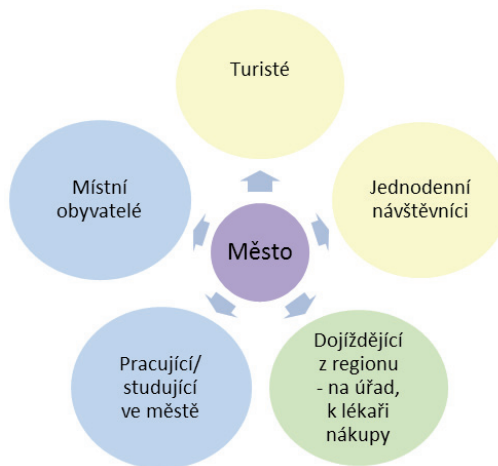 Turisté
Místní
obyvatelé
Jednodenní
návštěvníci
Město
Pracující/
studující
ve městě
Dojíždějící
z regionu
- na úřad,
k lékaři
nákupy